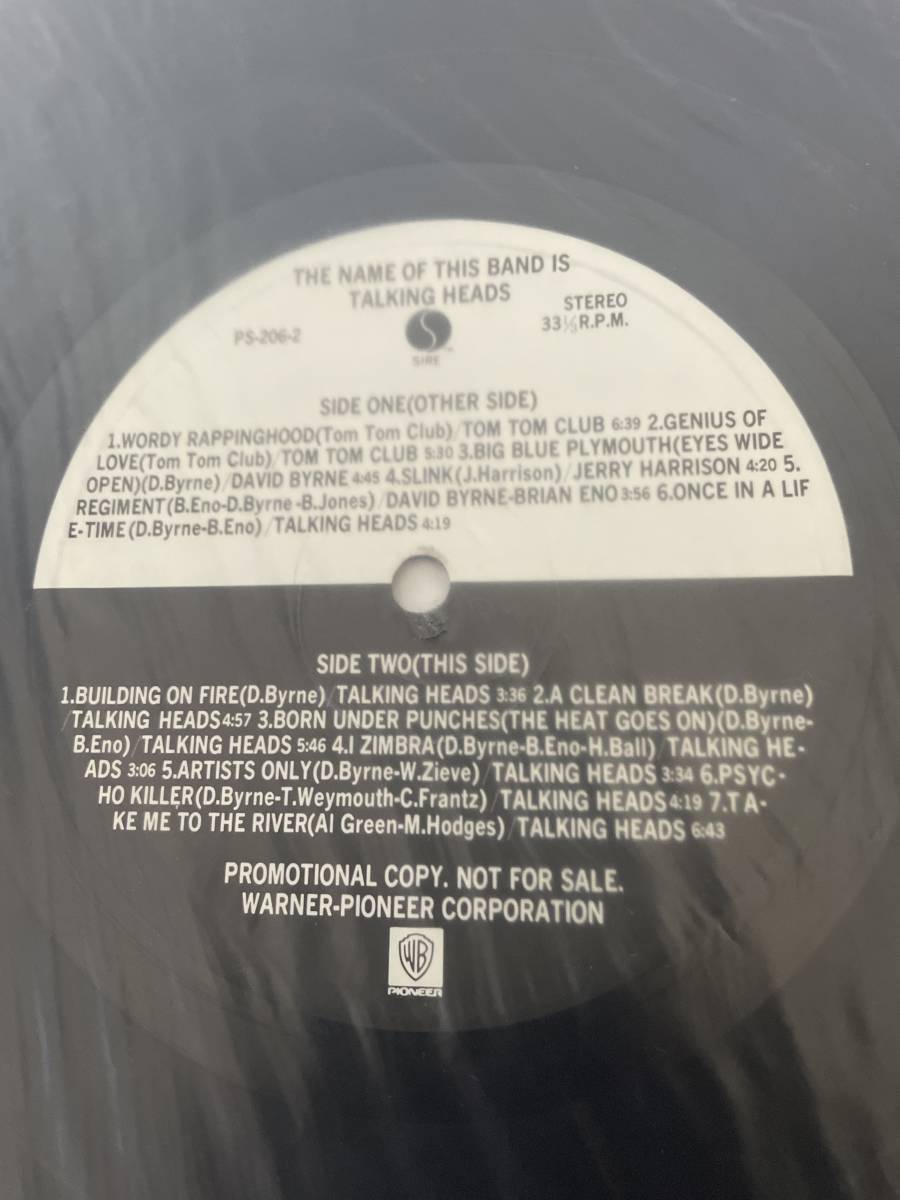 THE NAME OF THIS BAND IS
TALKING HEADS
STEREO
33⅓R.P.M.
PS-206-2
SIRE
SIDE ONE(OTHER SIDE)
1.WORDY RAPPINGHOOD(Tom Tom Club)/TOM TOM CLUB 6:39 2.GENIUS OF
LOVE(Tom Tom Club)/TOM TOM CLUB 5:30 3.BIG BLUE PLYMOUTH(EYES WIDE
OPEN)(D.Byrne)/DAVID BYRNE 4:45 4.SLINK(J.Harrison)/JERRY HARRISON 4:20 5.
REGIMENT(B.Eno-D.Byrne-B.Jones)/DAVID BYRNE-BRIAN ENO 3:56 6.ONCE IN A LIF
E-TIME(D.Byrne-B.Eno)/TALKING HEADS 4:19
SIDE TWO(THIS SIDE)
1.BUILDING ON FIRE(D.Byrne)/TALKING HEADS 3:36 2.A CLEAN BREAK(D.Byrne)
/TALKING HEADS 4:57 3.BORN UNDER PUNCHES(THE HEAT GOES ON)(D.Byrne-
B.Eno)/TALKING HEADS 5:46 4.I ZIMBRA(D.Byrne-B.Eno-H.Ball)/TALKING HE-
ADS 3:06 5.ARTISTS ONLY(D.Byrne-W.Zieve)/TALKING HEADS 3:34 6.PSYC-
HO KILLER(D.Byrne-T.Weymouth-C.Frantz)/TALKING HEADS 4:19 7.TA-
KE ME TO THE RIVER(Al Green-M.Hodges)/TALKING HEADS 6:43
PROMOTIONAL COPY. NOT FOR SALE.
WARNER-PIONEER CORPORATION
WB
PIONEER